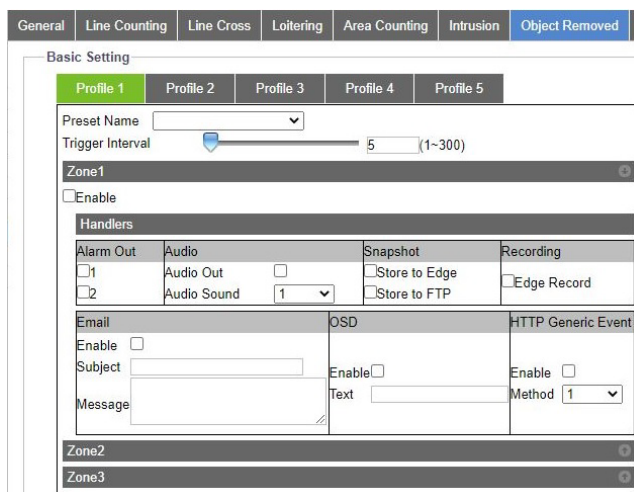 General Line Counting Line Cross Loitering Area Counting Intrusion Object Removed
Basic Setting
Profile 1 Profile 2 Profile 3 Profile 4 Profile 5
Preset Name
Trigger Interval 5 (1~300)
Zone1
Enable
Handlers
Alarm Out Audio Snapshot Recording
1 Audio Out Store to Edge
Edge Record
2 Audio Sound 1 Store to FTP
Email OSD HTTP Generic Event
Enable
Subject Enable Enable
Message Text Method 1
Zone2
Zone3